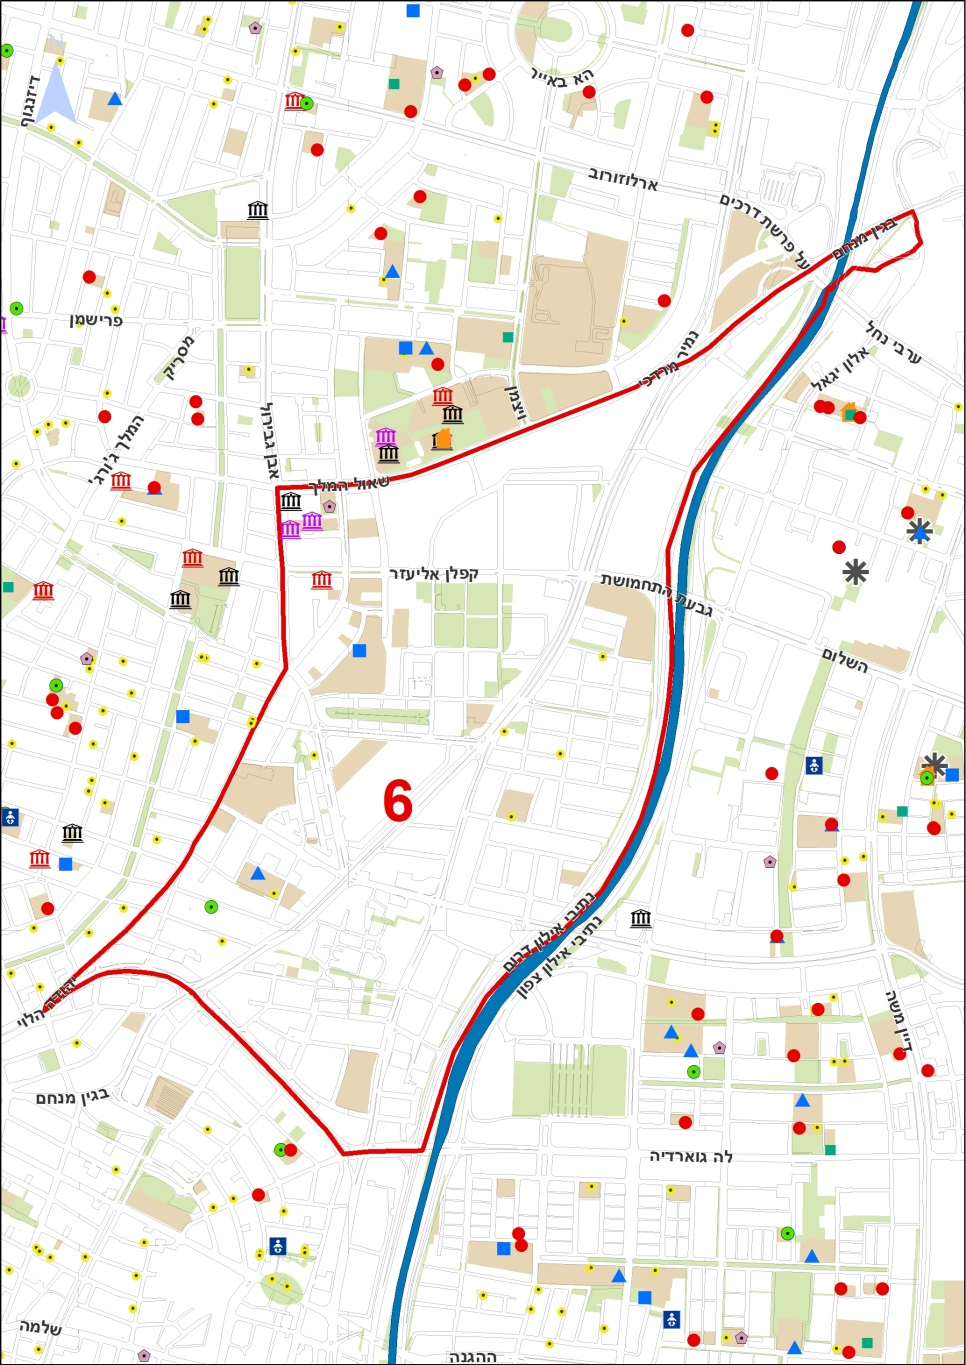 הא באייר
דיזנגוף
ארלוזורוב
על פרשת דרכים
בגין מנחם
פרישמן
מסריק
נמיר מרדכי
ערבי נחל
אלון יגאל
ויצמן
המלך ג'ורג'
אבן גבירול
שאול המלך
קפלן אליעזר
גבעת התחמושת
השלום
6
נתיבי אילון דרום
נתיבי אילון צפון
יהודה הלוי
דיין משה
בגין מנחם
לה גוארדיה
שלמה
ההגנה